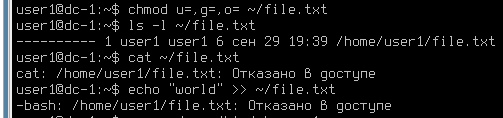 user1@dc-1:~$ chmod u=,g=,o= ~/file.txt
user1@dc-1:~$ ls -l ~/file.txt
---------- 1 user1 user1 6 сен 29 19:39 /home/user1/file.txt
user1@dc-1:~$ cat ~/file.txt
cat: /home/user1/file.txt: Отказано в доступе
user1@dc-1:~$ echo "world" >> ~/file.txt
-bash: /home/user1/file.txt: Отказано в доступе